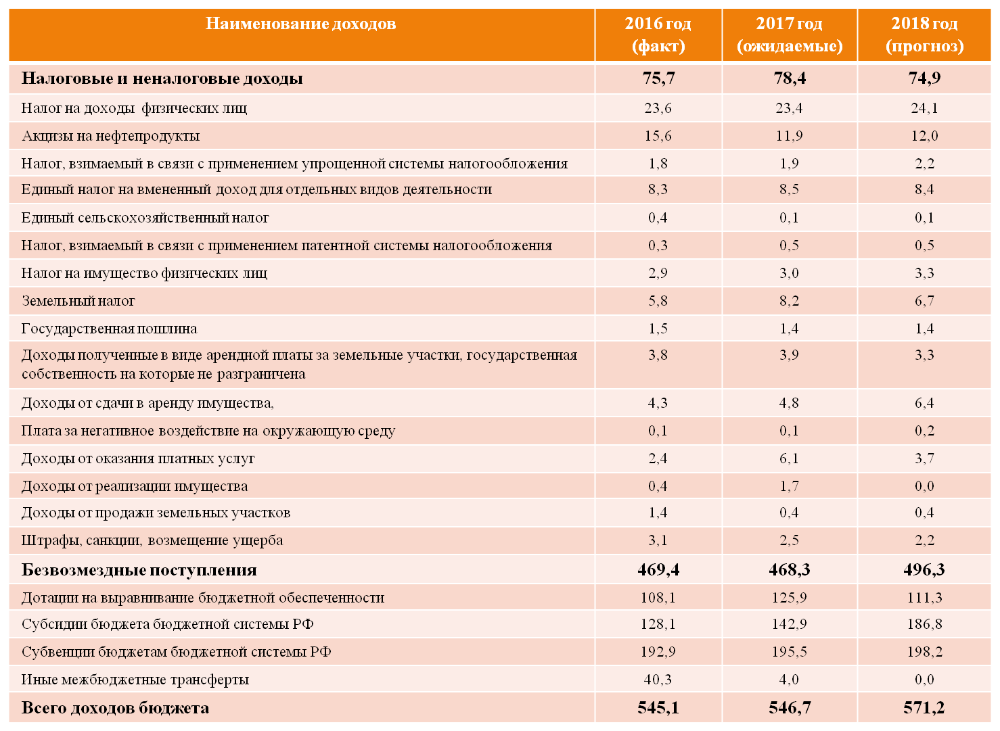 Наименование доходов 2016 год 2017 год 2018 год
(факт) (ожидаемые) (прогноз)
Налоговые и неналоговые доходы 75,7 78,4 74,9
Налог на доходы физических лиц 23,6 23,4 24,1
Акцизы на нефтепродукты 15,6 11,9 12,0
Налог, взимаемый в связи с применением упрощенной системы налогообложения 1,8 1,9 2,2
Единый налог на вмененный доход для отдельных видов деятельности 8,3 8,5 8,4
Единый сельскохозяйственный налог 0,4 0,1 0,1
Налог, взимаемый в связи с применением патентной системы налогообложения 0,3 0,5 0,5
Налог на имущество физических лиц 2,9 3,0 3,3
Земельный налог 5,8 8,2 6,7
Государственная пошлина 1,5 1,4 1,4
Доходы полученные в виде арендной платы за земельные участки, государственная 3,8 3,9 3,3
собственность на которые не разграничена
Доходы от сдачи в аренду имущества, 4,3 4,8 6,4
Плата за негативное воздействие на окружающую среду 0,1 0,1 0,2
Доходы от оказания платных услуг 2,4 6,1 3,7
Доходы от реализации имущества 0,4 1,7 0,0
Доходы от продажи земельных участков 1,4 0,4 0,4
Штрафы, санкции, возмещение ущерба 3,1 2,5 2,2
Безвозмездные поступления 469,4 468,3 496,3
Дотации на выравнивание бюджетной обеспеченности 108,1 125,9 111,3
Субсидии бюджета бюджетной системы РФ 128,1 142,9 186,8
Субвенции бюджетам бюджетной системы РФ 192,9 195,5 198,2
Иные межбюджетные трансферты 40,3 4,0 0,0
Всего доходов бюджета 545,1 546,7 571,2